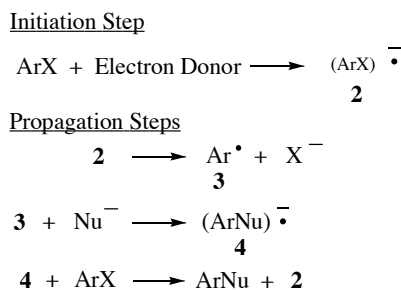 Initiation Step
ArX + Electron Donor ⟶ (ArX) •−
2
Propagation Steps
2 ⟶ Ar• + X−
3
3 + Nu− ⟶ (ArNu) •−
4
4 + ArX ⟶ ArNu + 2